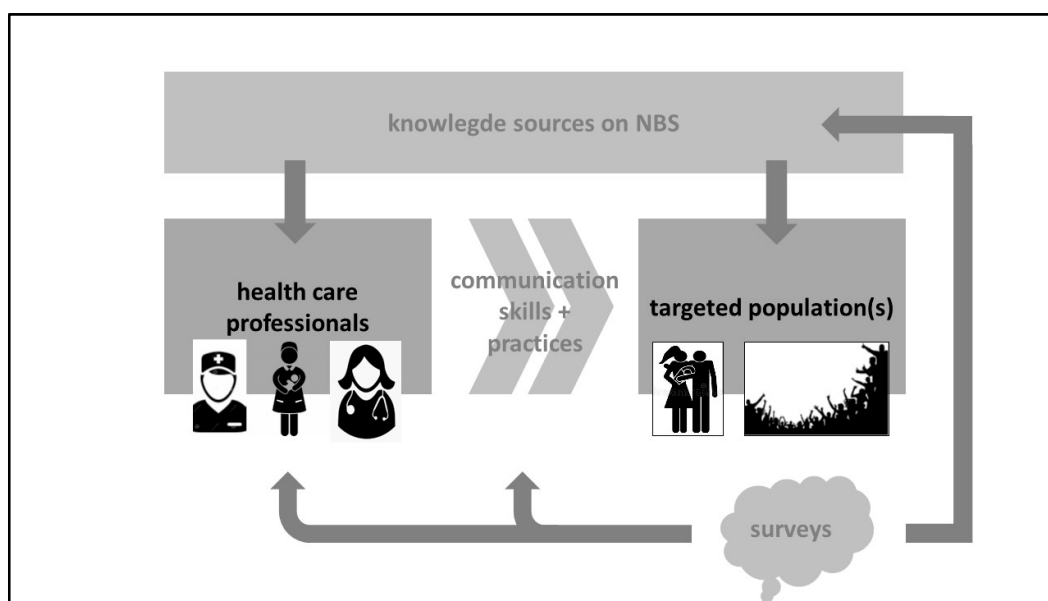 knowlegde sources on NBS
health care
professionals
communication
skills +
practices
targeted population(s)
surveys